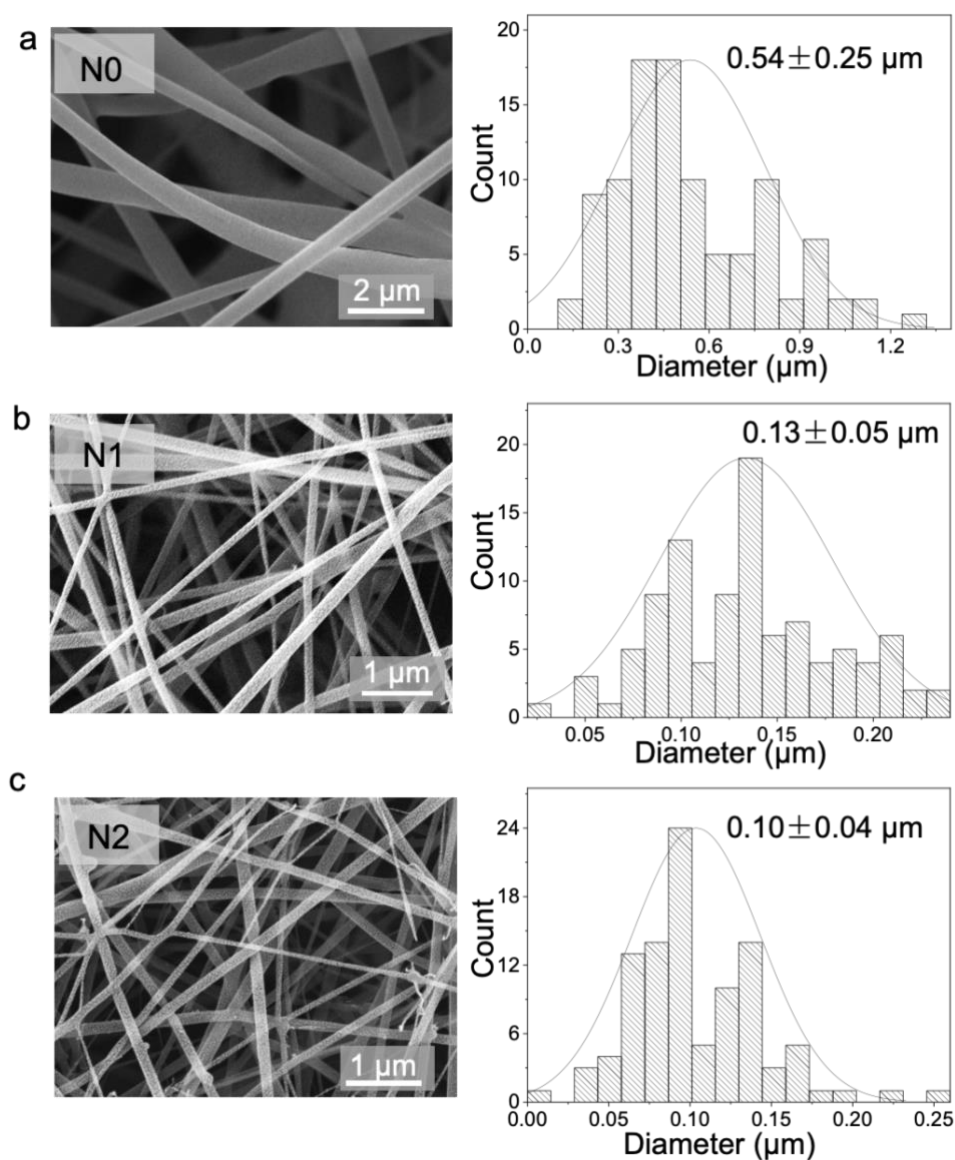 a
N0
2 μm
0.54±0.25 μm
Count
20
15
10
5
0
0.0 0.3 0.6 0.9 1.2
Diameter (μm)
b
N1
1 μm
0.13±0.05 μm
Count
20
15
10
5
0
0.05 0.10 0.15 0.20
Diameter (μm)
c
N2
1 μm
0.10±0.04 μm
Count
24
18
12
6
0
0.00 0.05 0.10 0.15 0.20 0.25
Diameter (μm)